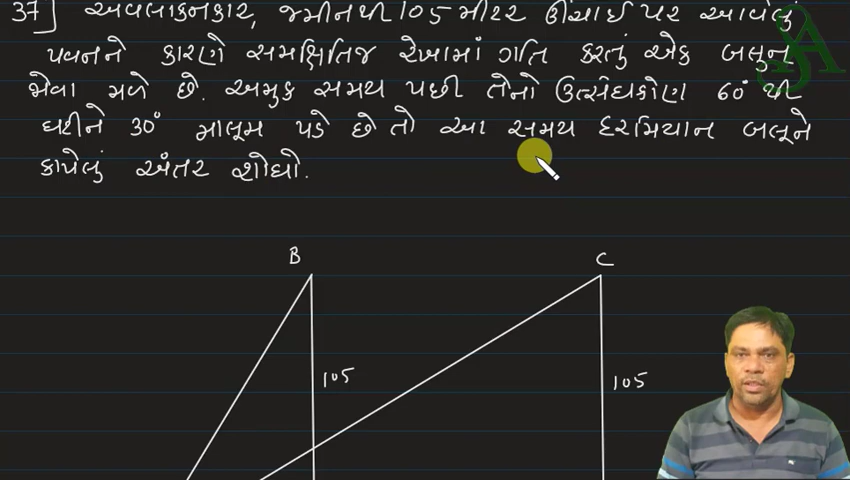 37] અવલોકનકાર, જમીનથી 105 મીટર ઊંચાઈ પર આવેલું
પવનને કારણે સમક્ષિતિજ રેખામાં ગતિ કરતું એક બલુન
જોવા મળે છે. અમુક સમય પછી તેનો ઉત્સેધકોણ 60° થી
ઘટીને 30° માલૂમ પડે છે તો આ સમય દરમિયાન બલૂને
કાપેલું અંતર શોધો.
B C
105 105